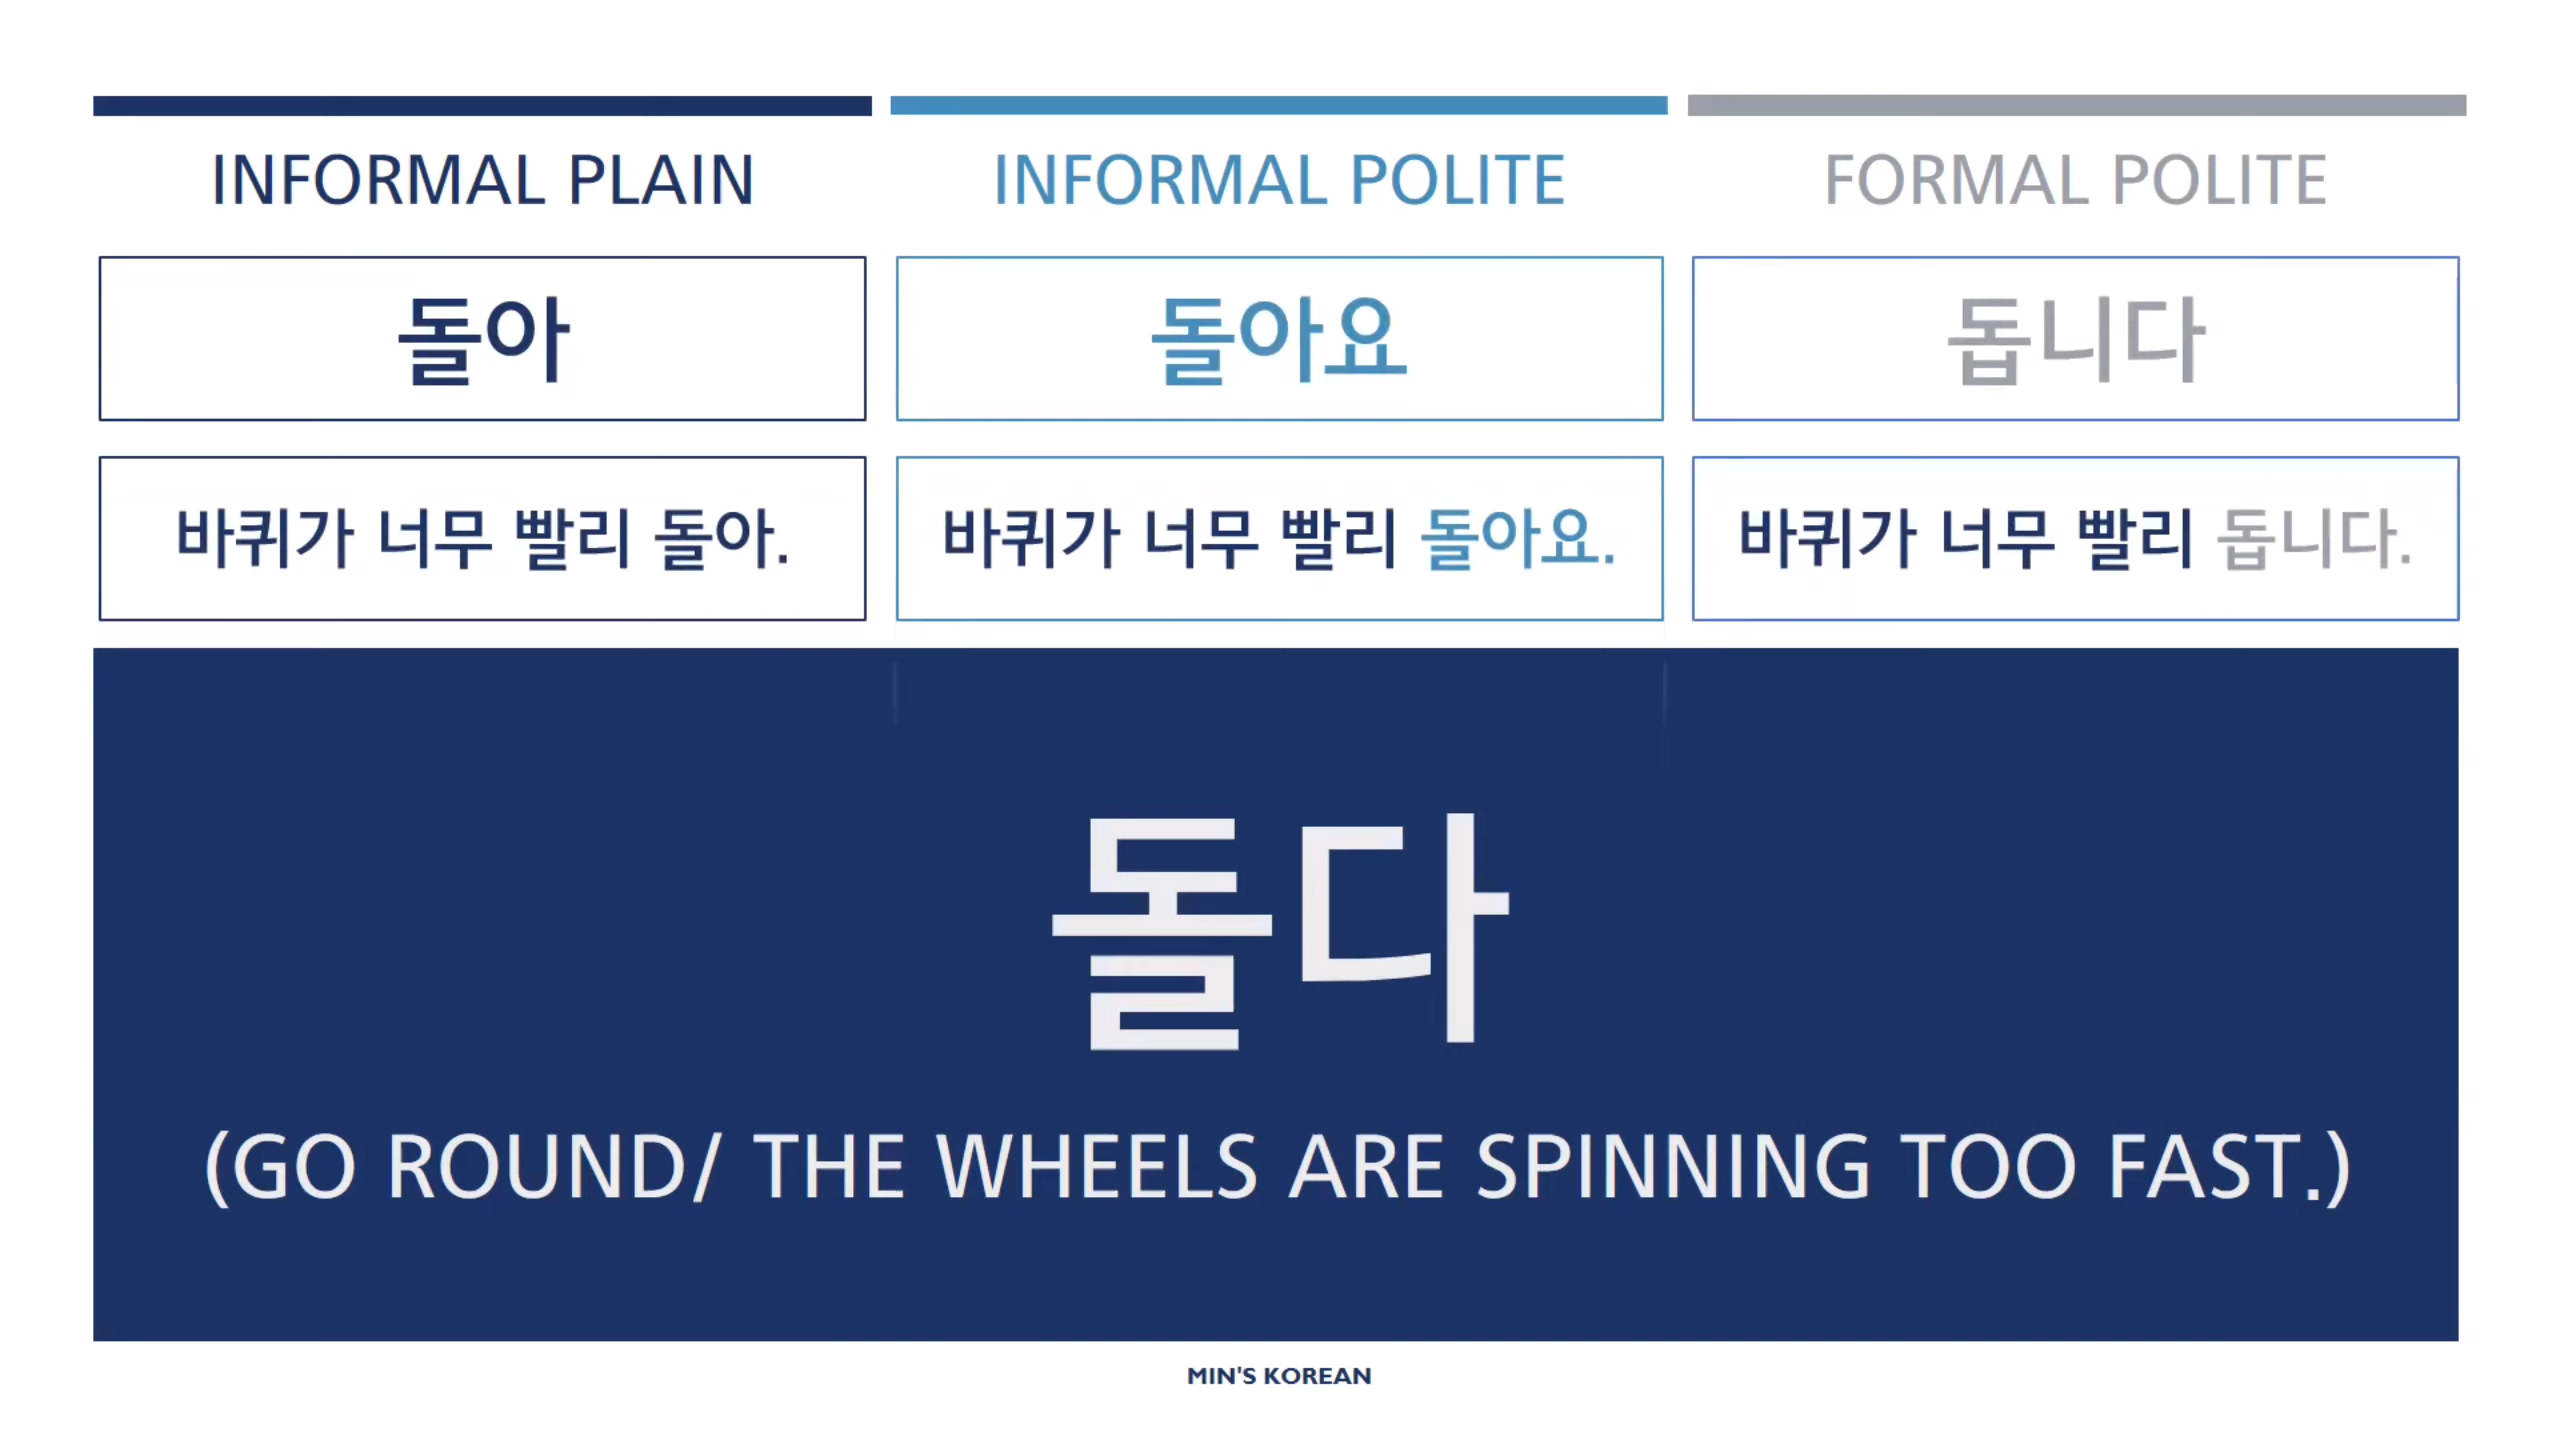 INFORMAL PLAIN
INFORMAL POLITE
FORMAL POLITE
돌아
돌아요
돕니다
바퀴가 너무 빨리 돌아.
바퀴가 너무 빨리 돌아요.
바퀴가 너무 빨리 돕니다.
돌다
(GO ROUND/ THE WHEELS ARE SPINNING TOO FAST.)
MIN'S KOREAN